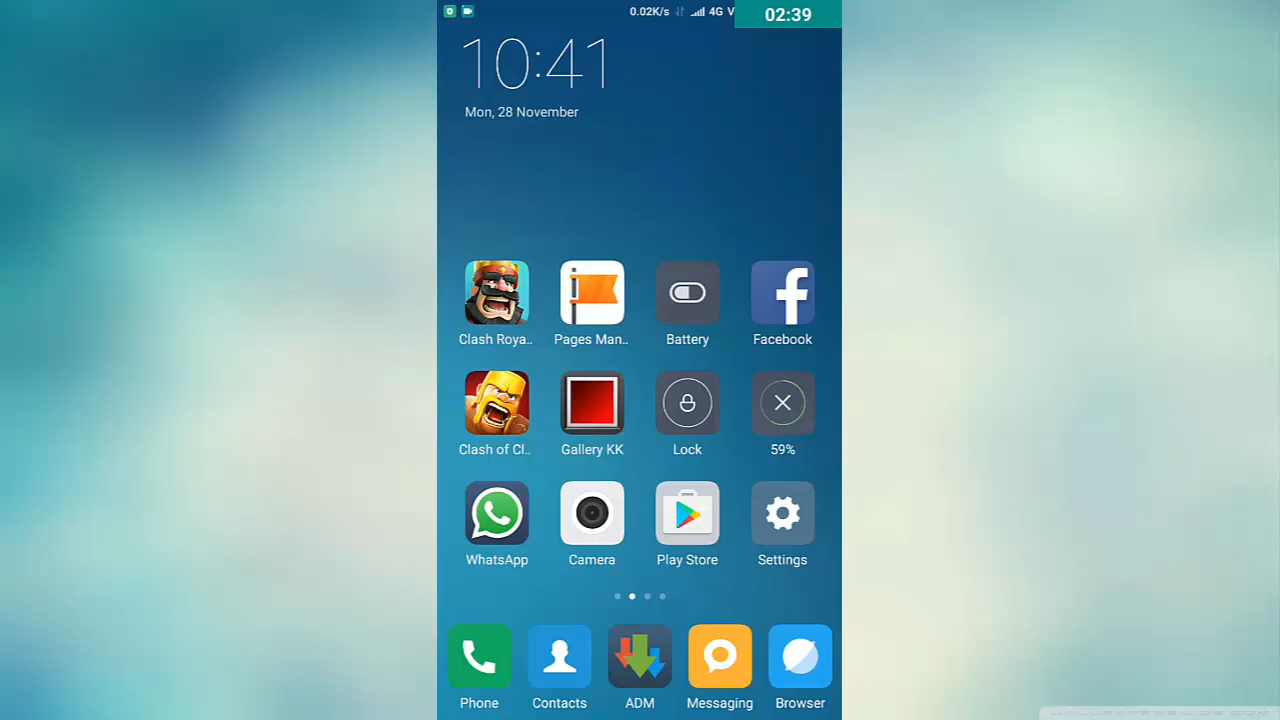 0.02K/s 4G V 02:39
10:41
Mon, 28 November
Clash Roya.. Pages Man.. Battery Facebook
Clash of Cl.. Gallery KK Lock 59%
WhatsApp Camera Play Store Settings
Phone Contacts ADM Messaging Browser